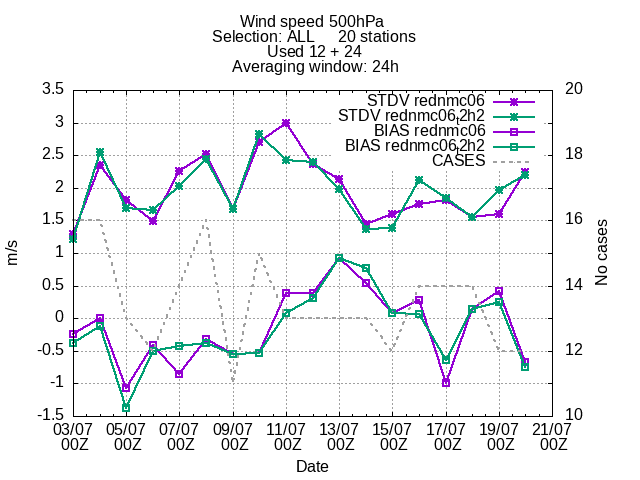 Wind speed 500hPa
Selection: ALL 20 stations
Used 12 + 24
Averaging window: 24h
3.5
3
2.5
2
1.5
1
0.5
0
-0.5
-1
-1.5
m/s
20
18
16
14
12
10
No cases
STDV rednmc06
STDV rednmc06,2h2
BIAS rednmc06
BIAS rednmc06,2h2
CASES
03/07 05/07 07/07 09/07 11/07 13/07 15/07 17/07 19/07 21/07
00Z 00Z 00Z 00Z 00Z 00Z 00Z 00Z 00Z 00Z
Date